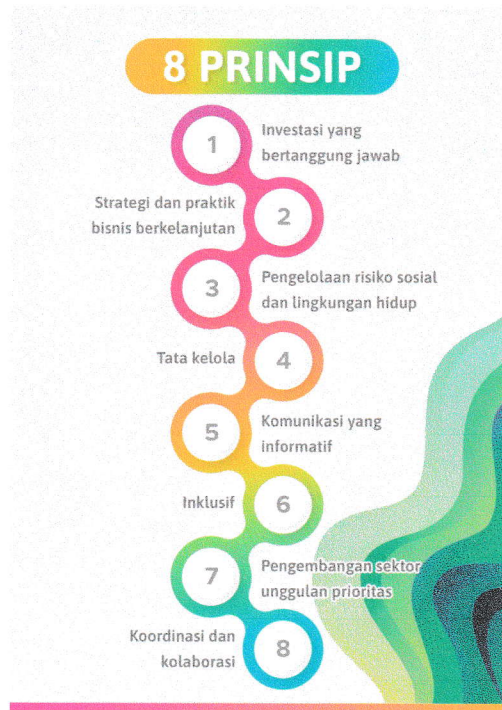 8 PRINSIP
1
Investasi yang
bertanggung jawab
Strategi dan praktik
bisnis berkelanjutan
2
3
Pengelolaan risiko sosial
dan lingkungan hidup
Tata kelola
4
5
Komunikasi yang
informatif
Inklusif
6
7
Pengembangan sektor
unggulan prioritas
Koordinasi dan
kolaborasi
8